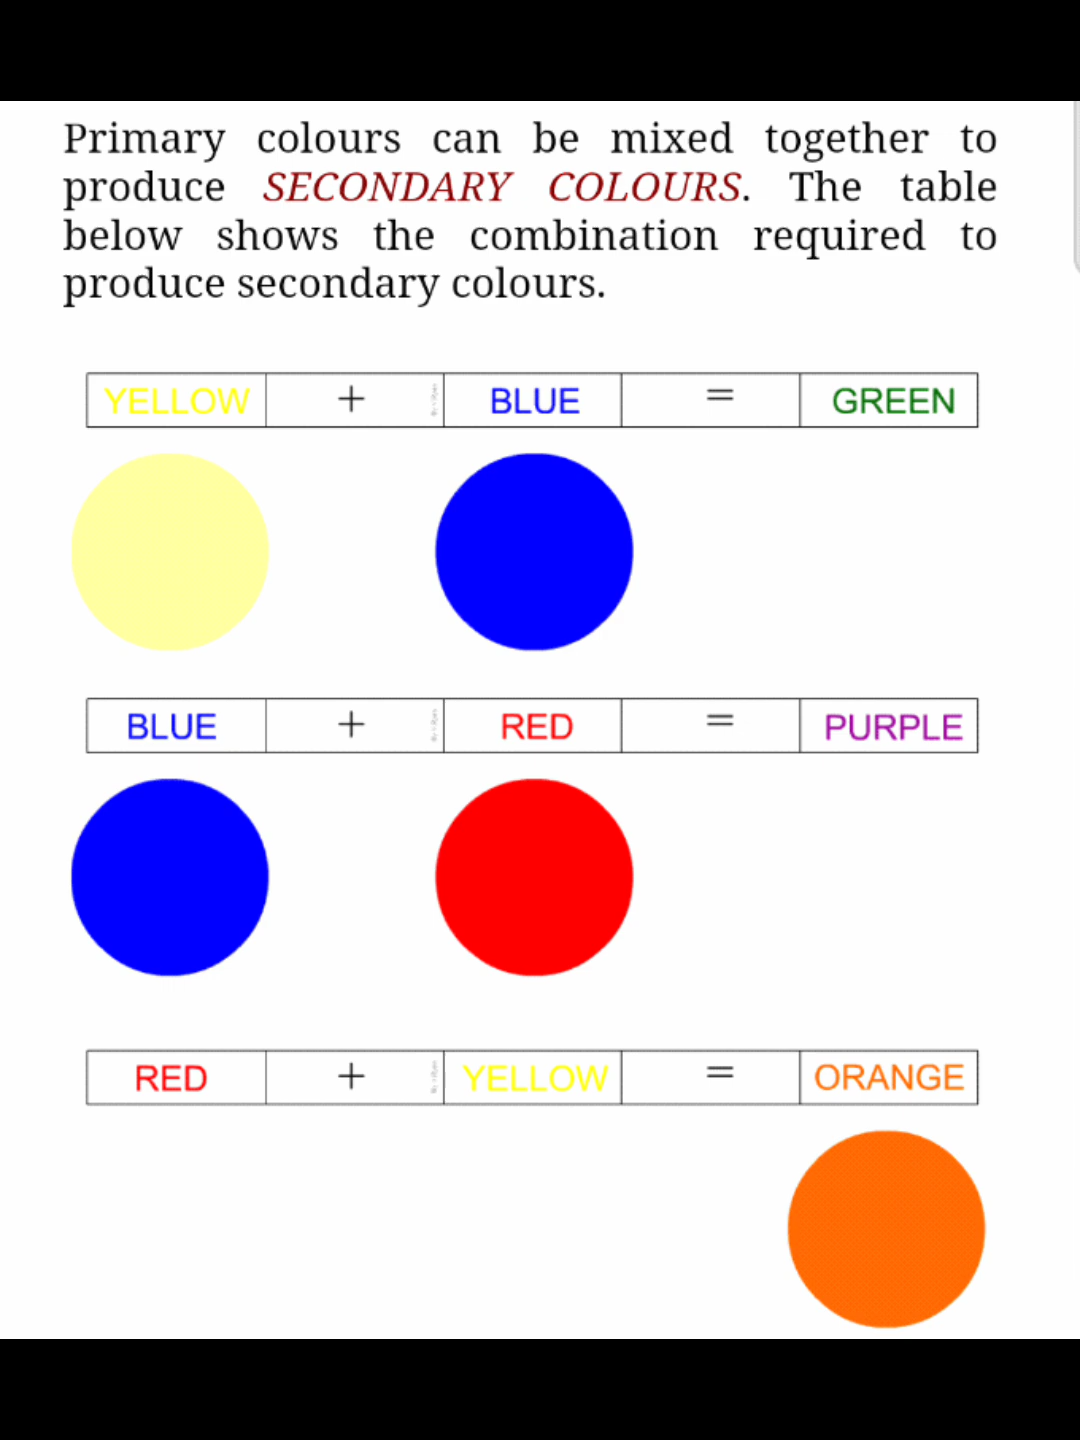 Primary colours can be mixed together to
produce SECONDARY COLOURS. The table
below shows the combination required to
produce secondary colours.
YELLOW + BLUE = GREEN
BLUE + RED = PURPLE
RED + YELLOW = ORANGE